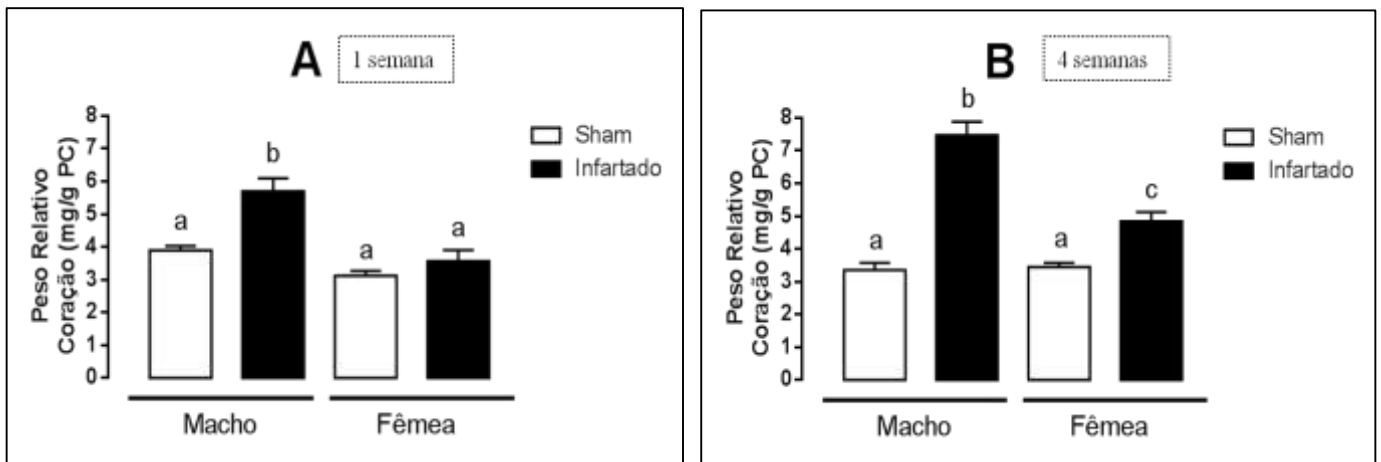 A
1 semana
Peso Relativo
Coração (mg/g PC)
8
7
6
5
4
3
2
1
0
a
b
a
a
Sham
Infartado
Macho
Fêmea
B
4 semanas
Peso Relativo
Coração (mg/g PC)
8
7
6
5
4
3
2
1
0
a
b
a
c
Sham
Infartado
Macho
Fêmea